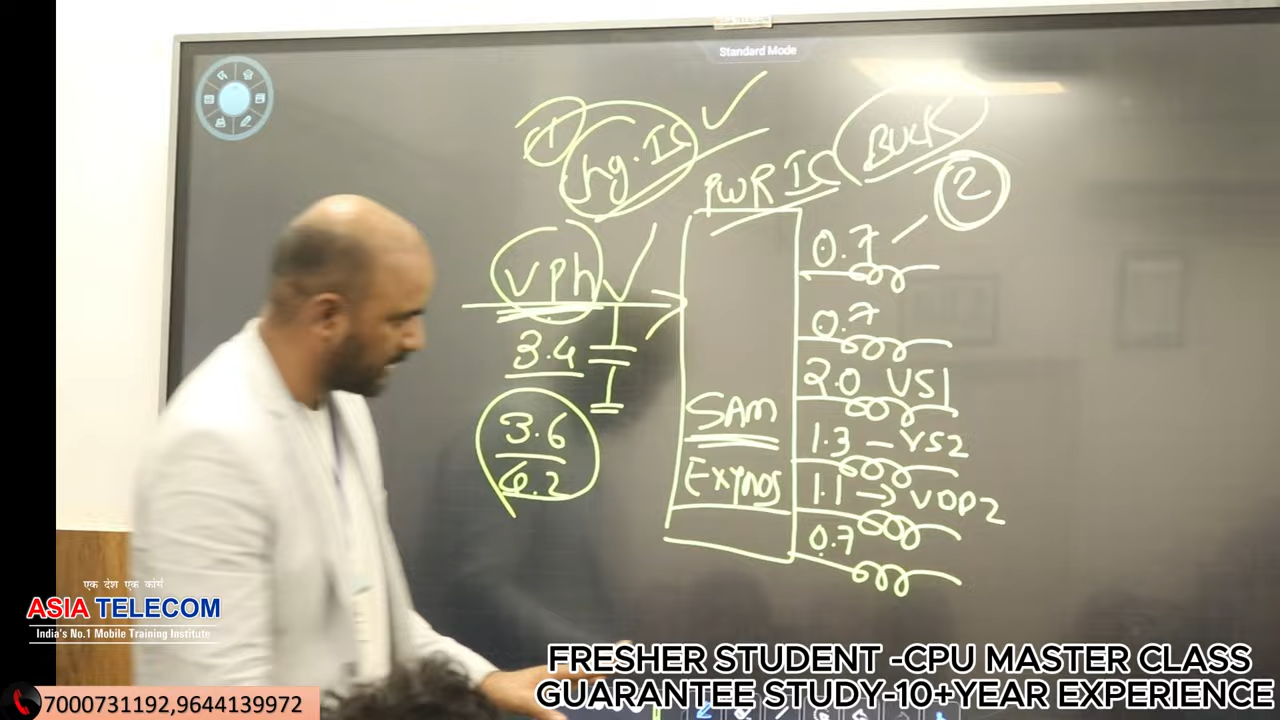 Standard Mode
1
hg.IC
PWR IC
BUCK
2
VPh
3.4
3.6
4.2
SAM
EXYNOS
0.7
0.7
2.0 VS1
1.3 - VS2
1.1 → VDD2
0.7
एक देश एक कोर्स
ASIA TELECOM
India's No.1 Mobile Training Institute
7000731192,9644139972
FRESHER STUDENT -CPU MASTER CLASS
GUARANTEE STUDY-10+YEAR EXPERIENCE